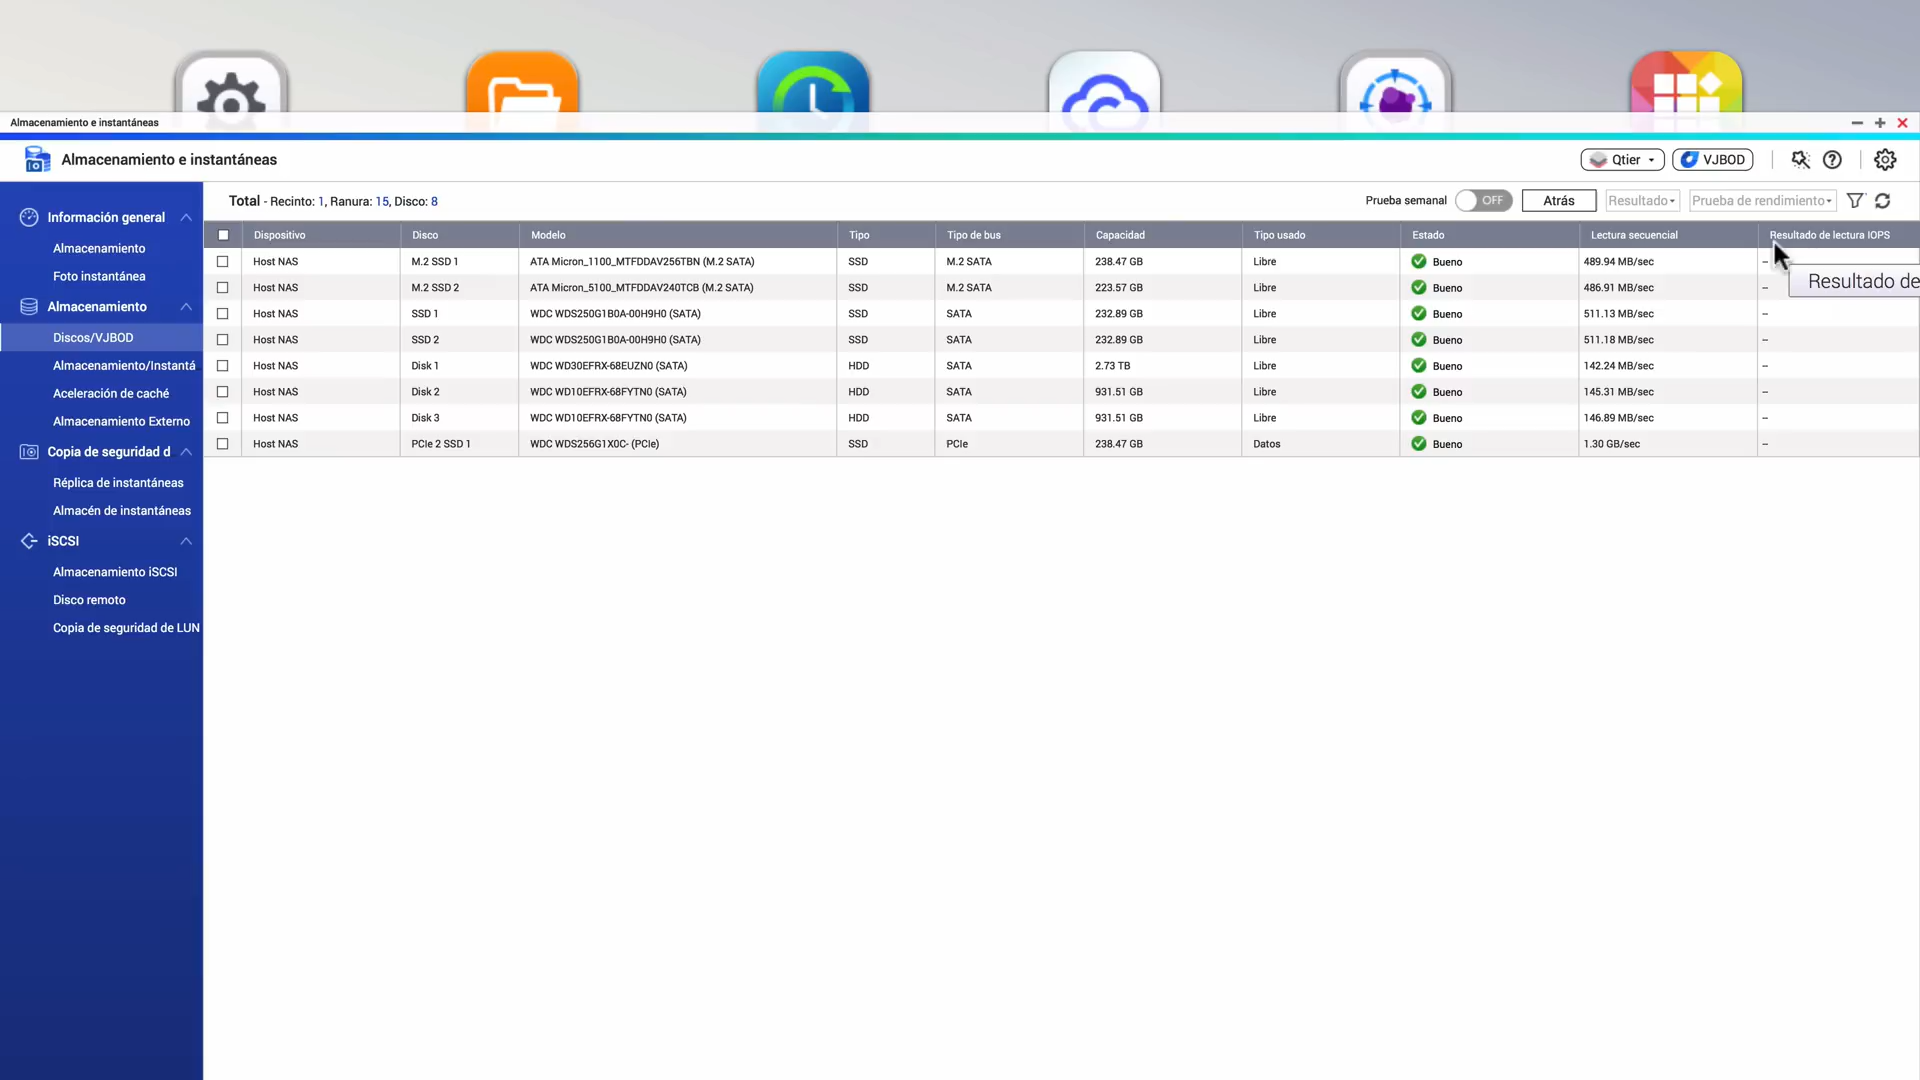 Almacenamiento e instantáneas
Almacenamiento e instantáneas
Qtier
VJBOD
Información general
Almacenamiento
Foto instantánea
Almacenamiento
Discos/VJBOD
Almacenamiento/Instantá
Aceleración de caché
Almacenamiento Externo
Copia de seguridad d
Réplica de instantáneas
Almacén de instantáneas
iSCSI
Almacenamiento iSCSI
Disco remoto
Copia de seguridad de LUN
Total - Recinto: 1, Ranura: 15, Disco: 8
Prueba semanal OFF Atrás Resultado Prueba de rendimiento
Dispositivo Disco Modelo Tipo Tipo de bus Capacidad Tipo usado Estado Lectura secuencial Resultado de lectura IOPS
Host NAS M.2 SSD 1 ATA Micron_1100_MTFDDAV256TBN (M.2 SATA) SSD M.2 SATA 238.47 GB Libre Bueno 489.94 MB/sec --
Resultado de
Host NAS M.2 SSD 2 ATA Micron_5100_MTFDDAV240TCB (M.2 SATA) SSD M.2 SATA 223.57 GB Libre Bueno 486.91 MB/sec --
Host NAS SSD 1 WDC WDS250G1B0A-00H9H0 (SATA) SSD SATA 232.89 GB Libre Bueno 511.13 MB/sec --
Host NAS SSD 2 WDC WDS250G1B0A-00H9H0 (SATA) SSD SATA 232.89 GB Libre Bueno 511.18 MB/sec --
Host NAS Disk 1 WDC WD30EFRX-68EUZN0 (SATA) HDD SATA 2.73 TB Libre Bueno 142.24 MB/sec --
Host NAS Disk 2 WDC WD10EFRX-68FYTN0 (SATA) HDD SATA 931.51 GB Libre Bueno 145.31 MB/sec --
Host NAS Disk 3 WDC WD10EFRX-68FYTN0 (SATA) HDD SATA 931.51 GB Libre Bueno 146.89 MB/sec --
Host NAS PCIe 2 SSD 1 WDC WDS256G1X0C- (PCIe) SSD PCIe 238.47 GB Datos Bueno 1.30 GB/sec --